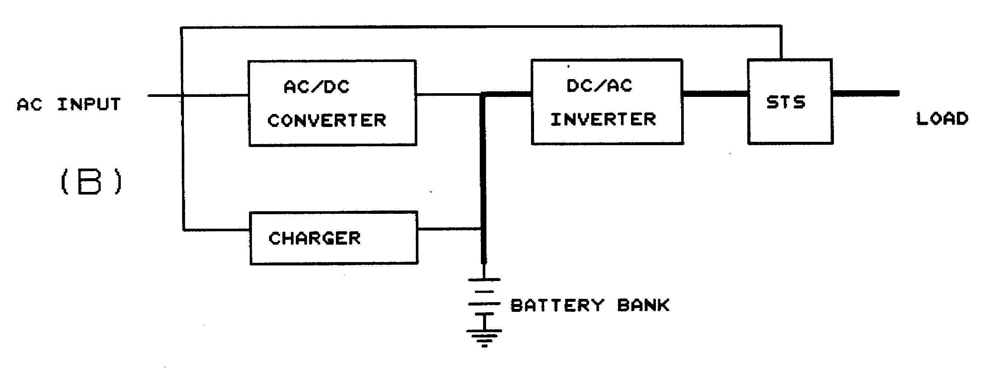 AC INPUT
AC/DC
CONVERTER
DC/AC
INVERTER
STS
LOAD
(B)
CHARGER
BATTERY BANK